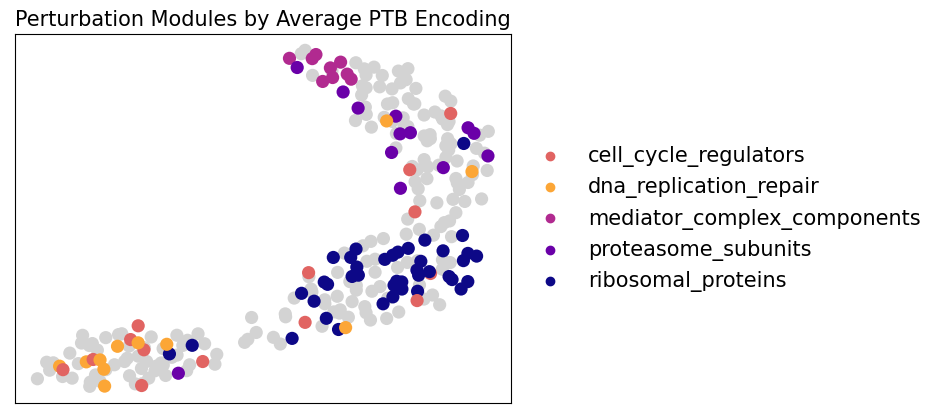 Perturbation Modules by Average PTB Encoding
cell_cycle_regulators
dna_replication_repair
mediator_complex_components
proteasome_subunits
ribosomal_proteins